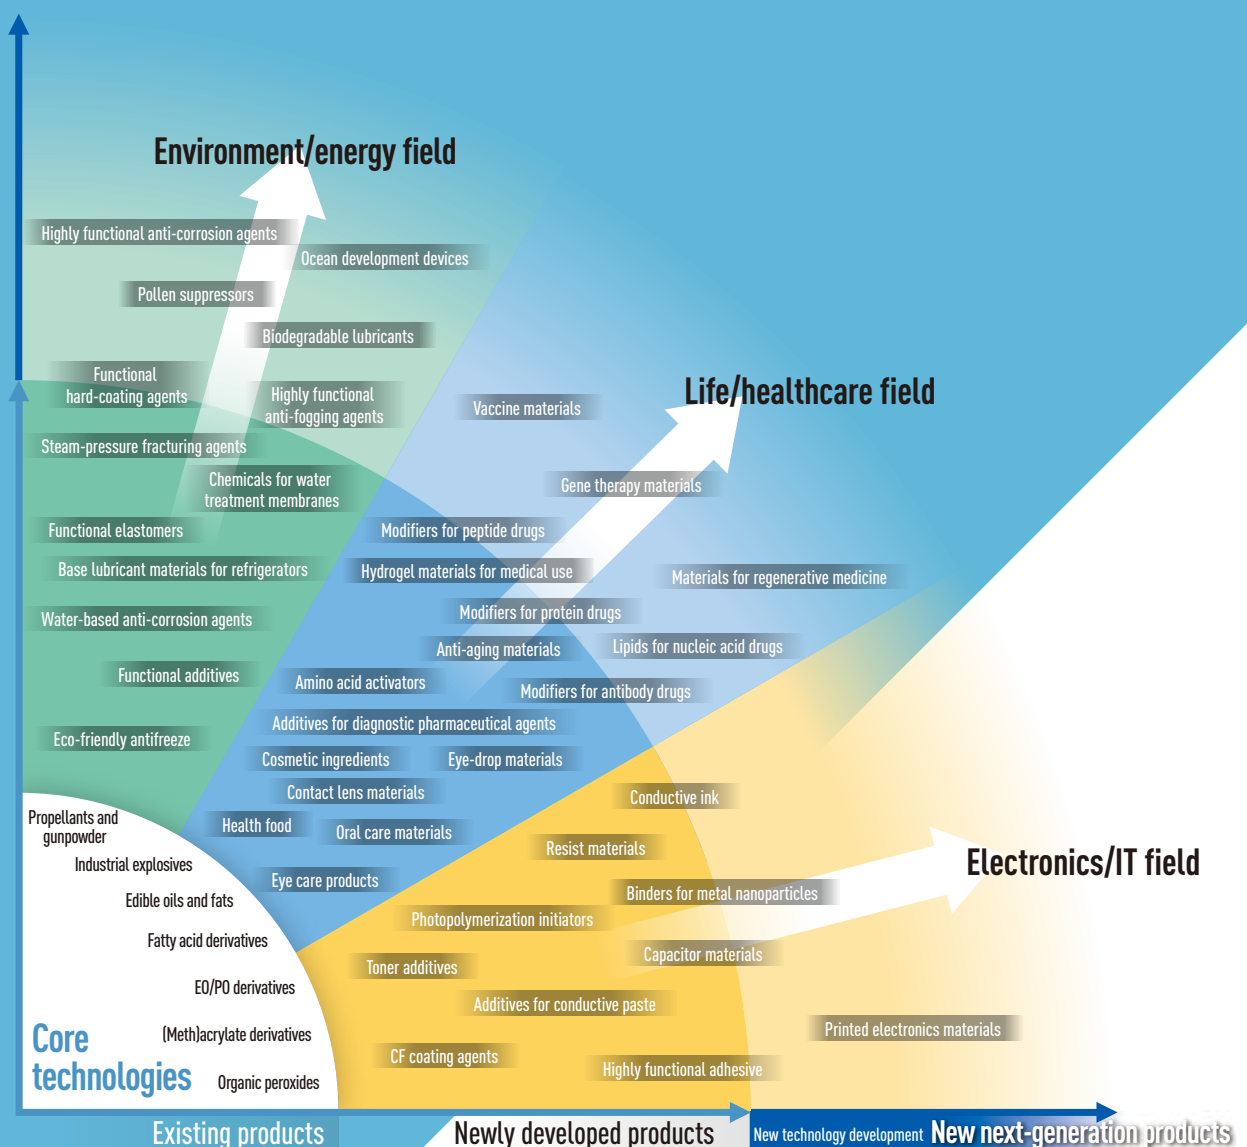 Environment/energy field
Highly functional anti-corrosion agents
Ocean development devices
Pollen suppressors
Biodegradable lubricants
Functional
hard-coating agents
Highly functional
anti-fogging agents
Steam-pressure fracturing agents
Chemicals for water
treatment membranes
Functional elastomers
Base lubricant materials for refrigerators
Water-based anti-corrosion agents
Functional additives
Eco-friendly antifreeze
Life/healthcare field
Vaccine materials
Gene therapy materials
Modifiers for peptide drugs
Hydrogel materials for medical use
Materials for regenerative medicine
Modifiers for protein drugs
Anti-aging materials
Lipids for nucleic acid drugs
Amino acid activators
Modifiers for antibody drugs
Additives for diagnostic pharmaceutical agents
Cosmetic ingredients
Eye-drop materials
Contact lens materials
Health food
Oral care materials
Eye care products
Electronics/IT field
Conductive ink
Resist materials
Binders for metal nanoparticles
Photopolymerization initiators
Capacitor materials
Toner additives
Additives for conductive paste
Printed electronics materials
CF coating agents
Highly functional adhesive
Propellants and
gunpowder
Industrial explosives
Edible oils and fats
Fatty acid derivatives
EO/PO derivatives
(Meth)acrylate derivatives
Organic peroxides
Core
technologies
Existing products
Newly developed products
New technology development
New next-generation products